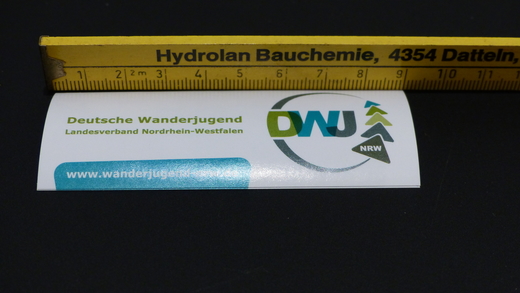 Hydrolan Bauchemie, 4354 Datteln,
1 2 2m 3 4 5 6 7 8 9 10 11
Deutsche Wanderjugend
Landesverband Nordrhein-Westfalen
DWJ
NRW